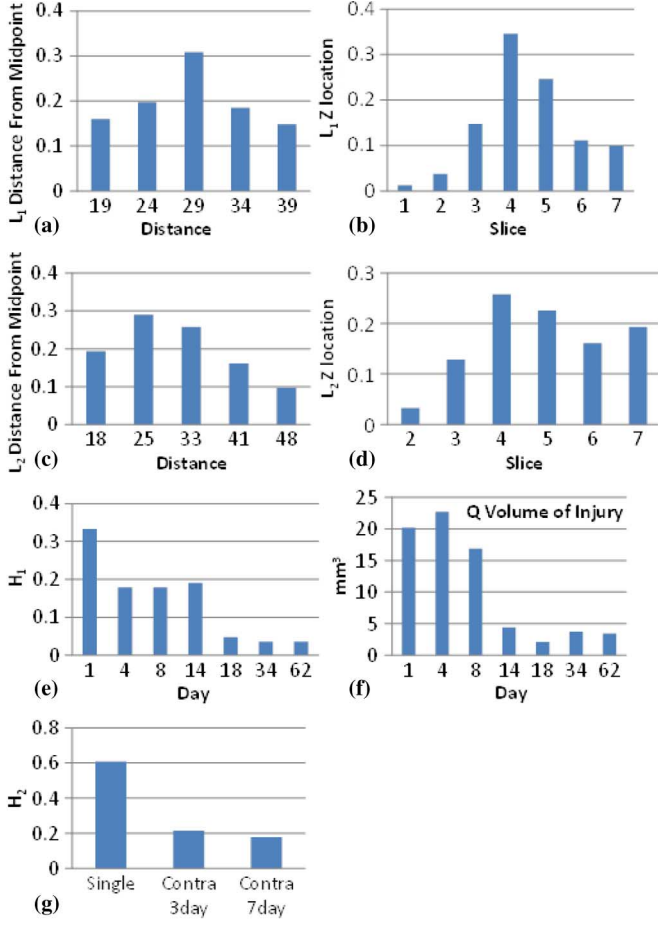 L1 Distance From Midpoint
0.4
0.3
0.2
0.1
0
19 24 29 34 39
Distance
(a)
L1 Z location
0.4
0.3
0.2
0.1
0
1 2 3 4 5 6 7
Slice
(b)
L2 Distance From Midpoint
0.4
0.3
0.2
0.1
0
18 25 33 41 48
Distance
(c)
L2 Z location
0.3
0.2
0.1
0
2 3 4 5 6 7
Slice
(d)
H1
0.4
0.3
0.2
0.1
0
1 4 8 14 18 34 62
Day
(e)
Q Volume of Injury
mm³
25
20
15
10
5
0
1 4 8 14 18 34 62
Day
(f)
H2
0.8
0.6
0.4
0.2
0
Single Contra Contra
3day 7day
(g)